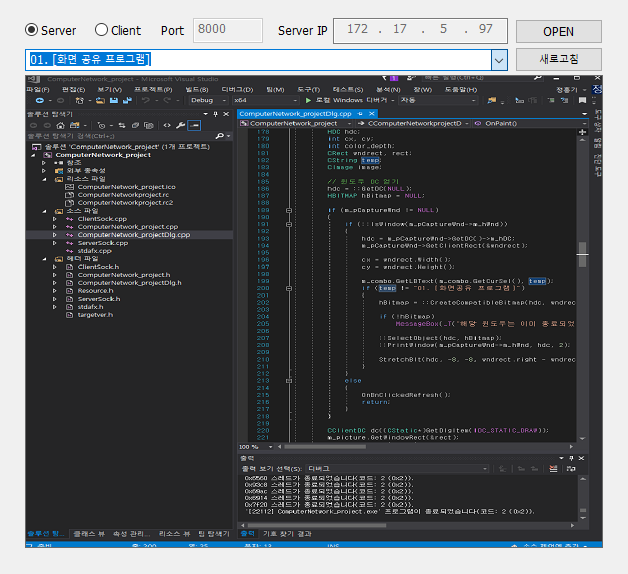 Server Client Port 8000 Server IP 172 . 17 . 5 . 97 OPEN
01. [화면 공유 프로그램] 새로고침
ComputerNetwork_project - Microsoft Visual Studio
파일(F) 편집(E) 보기(V) 프로젝트(P) 빌드(B) 디버그(D) 팀(M) 도구(T) 테스트(S) 분석(N) 창(W) 도움말(H)
Debug x64 로컬 Windows 디버거 자동
솔루션 탐색기
솔루션 탐색기 검색(Ctrl+;)
솔루션 'ComputerNetwork_project' (1개 프로젝트)
ComputerNetwork_project
참조
외부 종속성
리소스 파일
ComputerNetwork_project.ico
ComputerNetworkproject.rc
ComputerNetworkproject.rc2
소스 파일
ClientSock.cpp
ComputerNetwork_project.cpp
ComputerNetwork_projectDlg.cpp
ServerSock.cpp
stdafx.cpp
헤더 파일
ClientSock.h
ComputerNetwork_project.h
ComputerNetwork_projectDlg.h
Resource.h
ServerSock.h
stdafx.h
targetver.h
솔루션 탐... 클래스 뷰 속성 관리... 리소스 뷰 팀 탐색기
ComputerNetwork_projectDlg.cpp
ComputerNetwork_project CComputerNetworkprojectD OnPaint()
178 HDC hdc;
179 int cx, cy;
180 int color_depth;
181 CRect wndrect, rect;
182 CString temp;
183 CImage image;
184
185 // 윈도우 DC 얻기
186 hdc = ::GetDC(NULL);
187 HBITMAP hBitmap = NULL;
188
189 if (m_pCaptureWnd != NULL)
190 {
191 if (::IsWindow(m_pCaptureWnd->m_hWnd))
192 {
193 hdc = m_pCaptureWnd->GetDC()->m_hDC;
194 m_pCaptureWnd->GetClientRect(&wndrect);
195
196 cx = wndrect.Width();
197 cy = wndrect.Height();
198
199 m_combo.GetLBText(m_combo.GetCurSel(), temp);
200 if (temp != "01. [화면공유 프로그램]")
201 {
202 hBitmap = ::CreateCompatibleBitmap(hdc, wndrec
203
204 if (!hBitmap)
205 MessageBox(_T("해당 윈도우는 이미 종료되었
206
207 ::SelectObject(hdc, hBitmap);
208 ::PrintWindow(m_pCaptureWnd->m_hWnd, hdc, 2);
209
210 StretchBlt(hdc, -8, -8, wndrect.right - wndrec
211 }
212 }
213 else
214 {
215 OnBnClickedRefresh();
216 return;
217 }
218 }
219
220 CClientDC dc((CStatic*)GetDlgItem(IDC_STATIC_DRAW));
221 m_picture.GetWindowRect(&rect);
100 %
출력
출력 보기 선택(S): 디버그
0x6560 스레드가 종료되었습니다(코드: 2 (0x2)).
0x93c8 스레드가 종료되었습니다(코드: 2 (0x2)).
0x69ac 스레드가 종료되었습니다(코드: 2 (0x2)).
0x6914 스레드가 종료되었습니다(코드: 2 (0x2)).
0x7f20 스레드가 종료되었습니다(코드: 2 (0x2)).
'[22112] ComputerNetwork_project.exe' 프로그램이 종료되었습니다(코드: 2 (0x2)).
출력 기호 찾기 결과